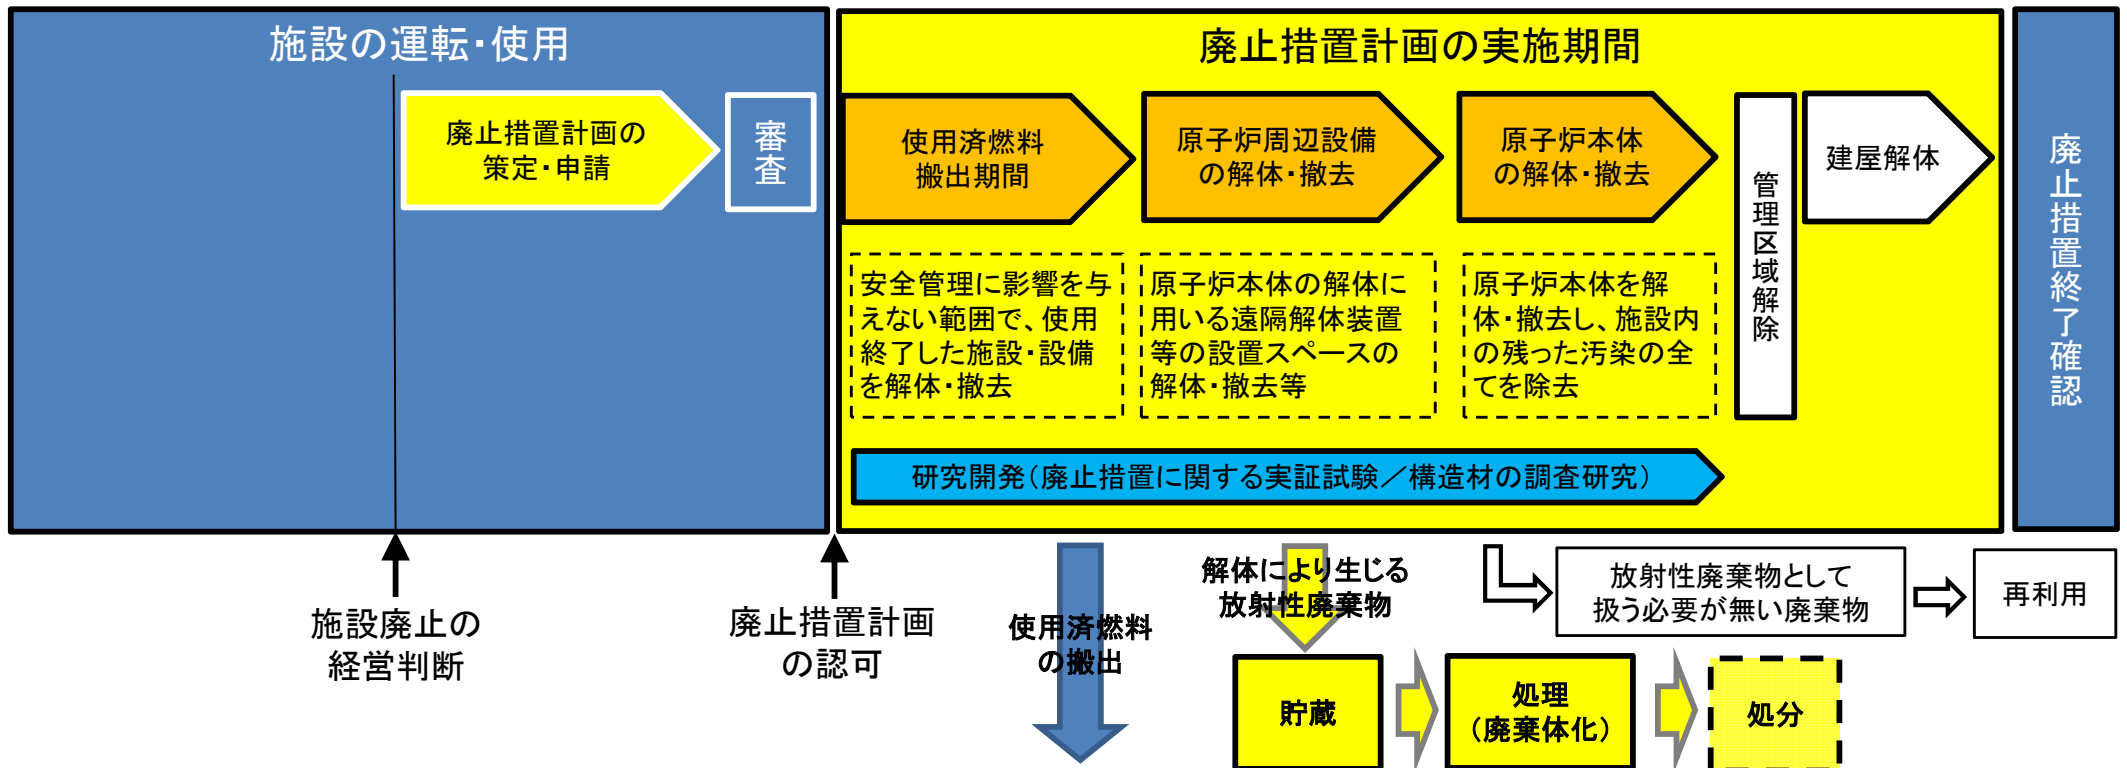 施設の運転・使用
廃止措置計画の
策定・申請
審査
廃止措置計画の実施期間
使用済燃料
搬出期間
原子炉周辺設備
の解体・撤去
原子炉本体
の解体・撤去
管理区域解除
建屋解体
廃止措置終了確認
安全管理に影響を与
えない範囲で、使用
終了した施設・設備
を解体・撤去
原子炉本体の解体に
用いる遠隔解体装置
等の設置スペースの
解体・撤去等
原子炉本体を解
体・撤去し、施設内
の残った汚染の全
てを除去
研究開発（廃止措置に関する実証試験／構造材の調査研究）
施設廃止の
経営判断
廃止措置計画
の認可
使用済燃料
の搬出
解体により生じる
放射性廃棄物
放射性廃棄物として
扱う必要が無い廃棄物
再利用
貯蔵
処理
（廃棄体化）
処分